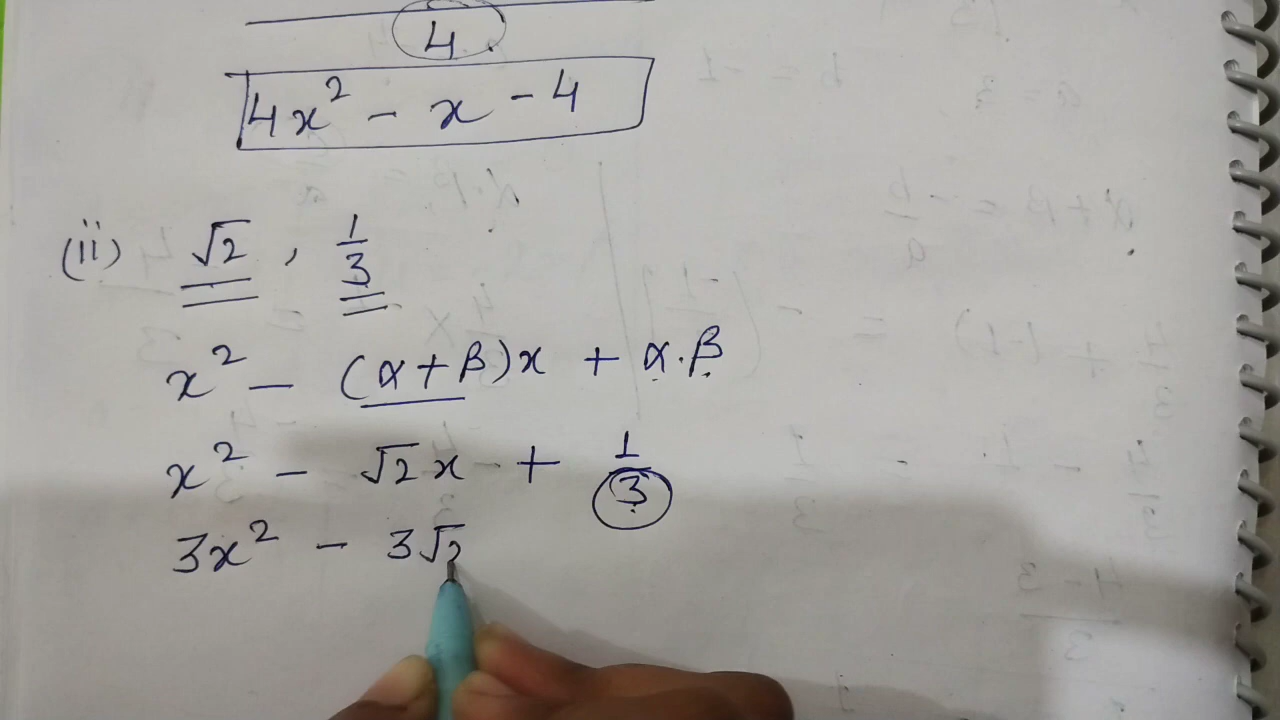 4
4x² - x - 4
(ii) √2 , 1/3
x² - (α+β)x + α.β
x² - √2x + 1/3
3x² - 3√2